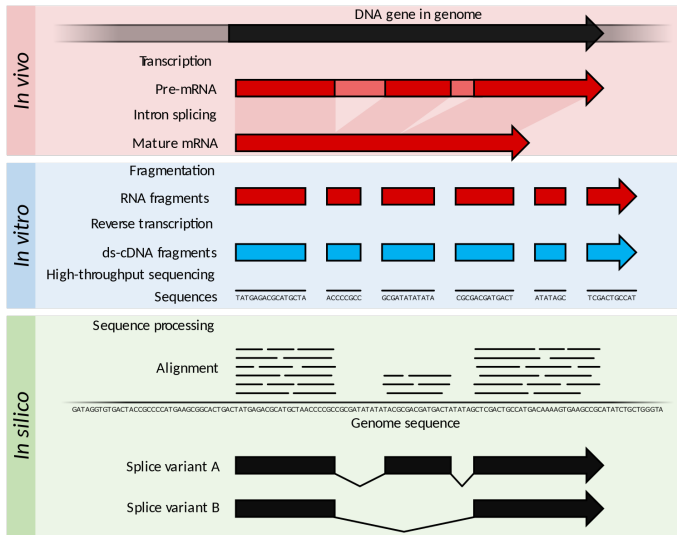 In vivo
DNA gene in genome
Transcription
Pre-mRNA
Intron splicing
Mature mRNA
In vitro
Fragmentation
RNA fragments
Reverse transcription
ds-cDNA fragments
High-throughput sequencing
Sequences
TATGAGACGCATGCTA ACCCCGCC GCGATATATATA CGCGACGATGACT ATATAGC TCGACTGCCAT
In silico
Sequence processing
Alignment
GATAGGTGTGACTACCGCCCCATGAAGCGGCACTGACTATGAGACGCATGCTAACCCCGCCGCGATATATATACGCGACGATGACTATATAGCTCGACTGCCATGACAAAAGTGAAGCCGCATATCTGCTGGGTA
Genome sequence
Splice variant A
Splice variant B